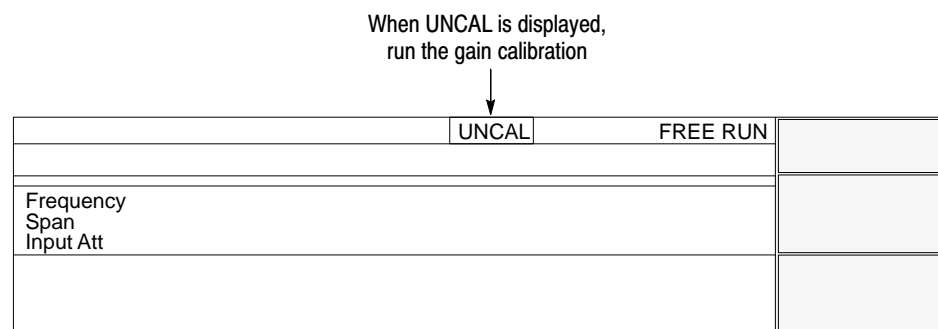 When UNCAL is displayed,
run the gain calibration
UNCAL
FREE RUN
Frequency
Span
Input Att